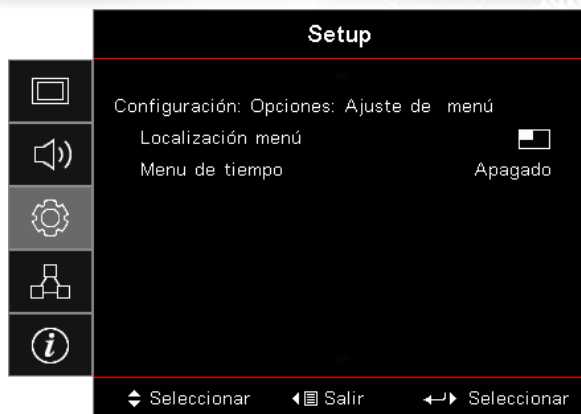 Setup
Configuración: Opciones: Ajuste de menú
Localización menú
Menu de tiempo Apagado
Seleccionar Salir Seleccionar